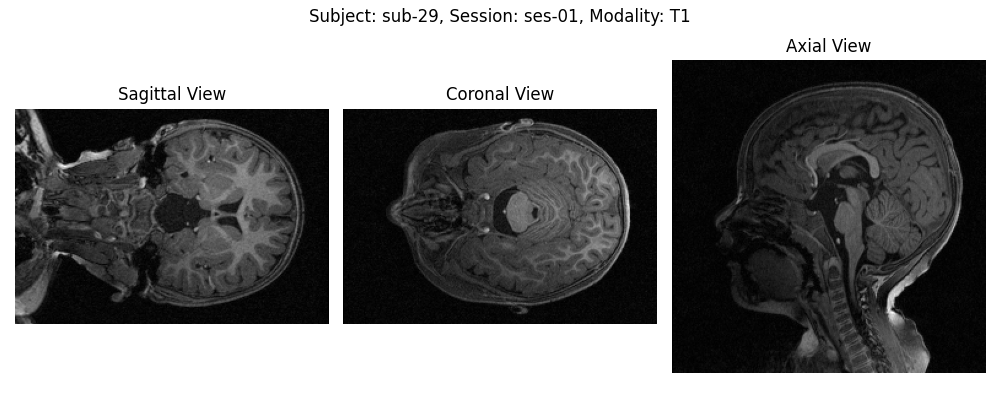 Subject: sub-29, Session: ses-01, Modality: T1
Sagittal View
Coronal View
Axial View